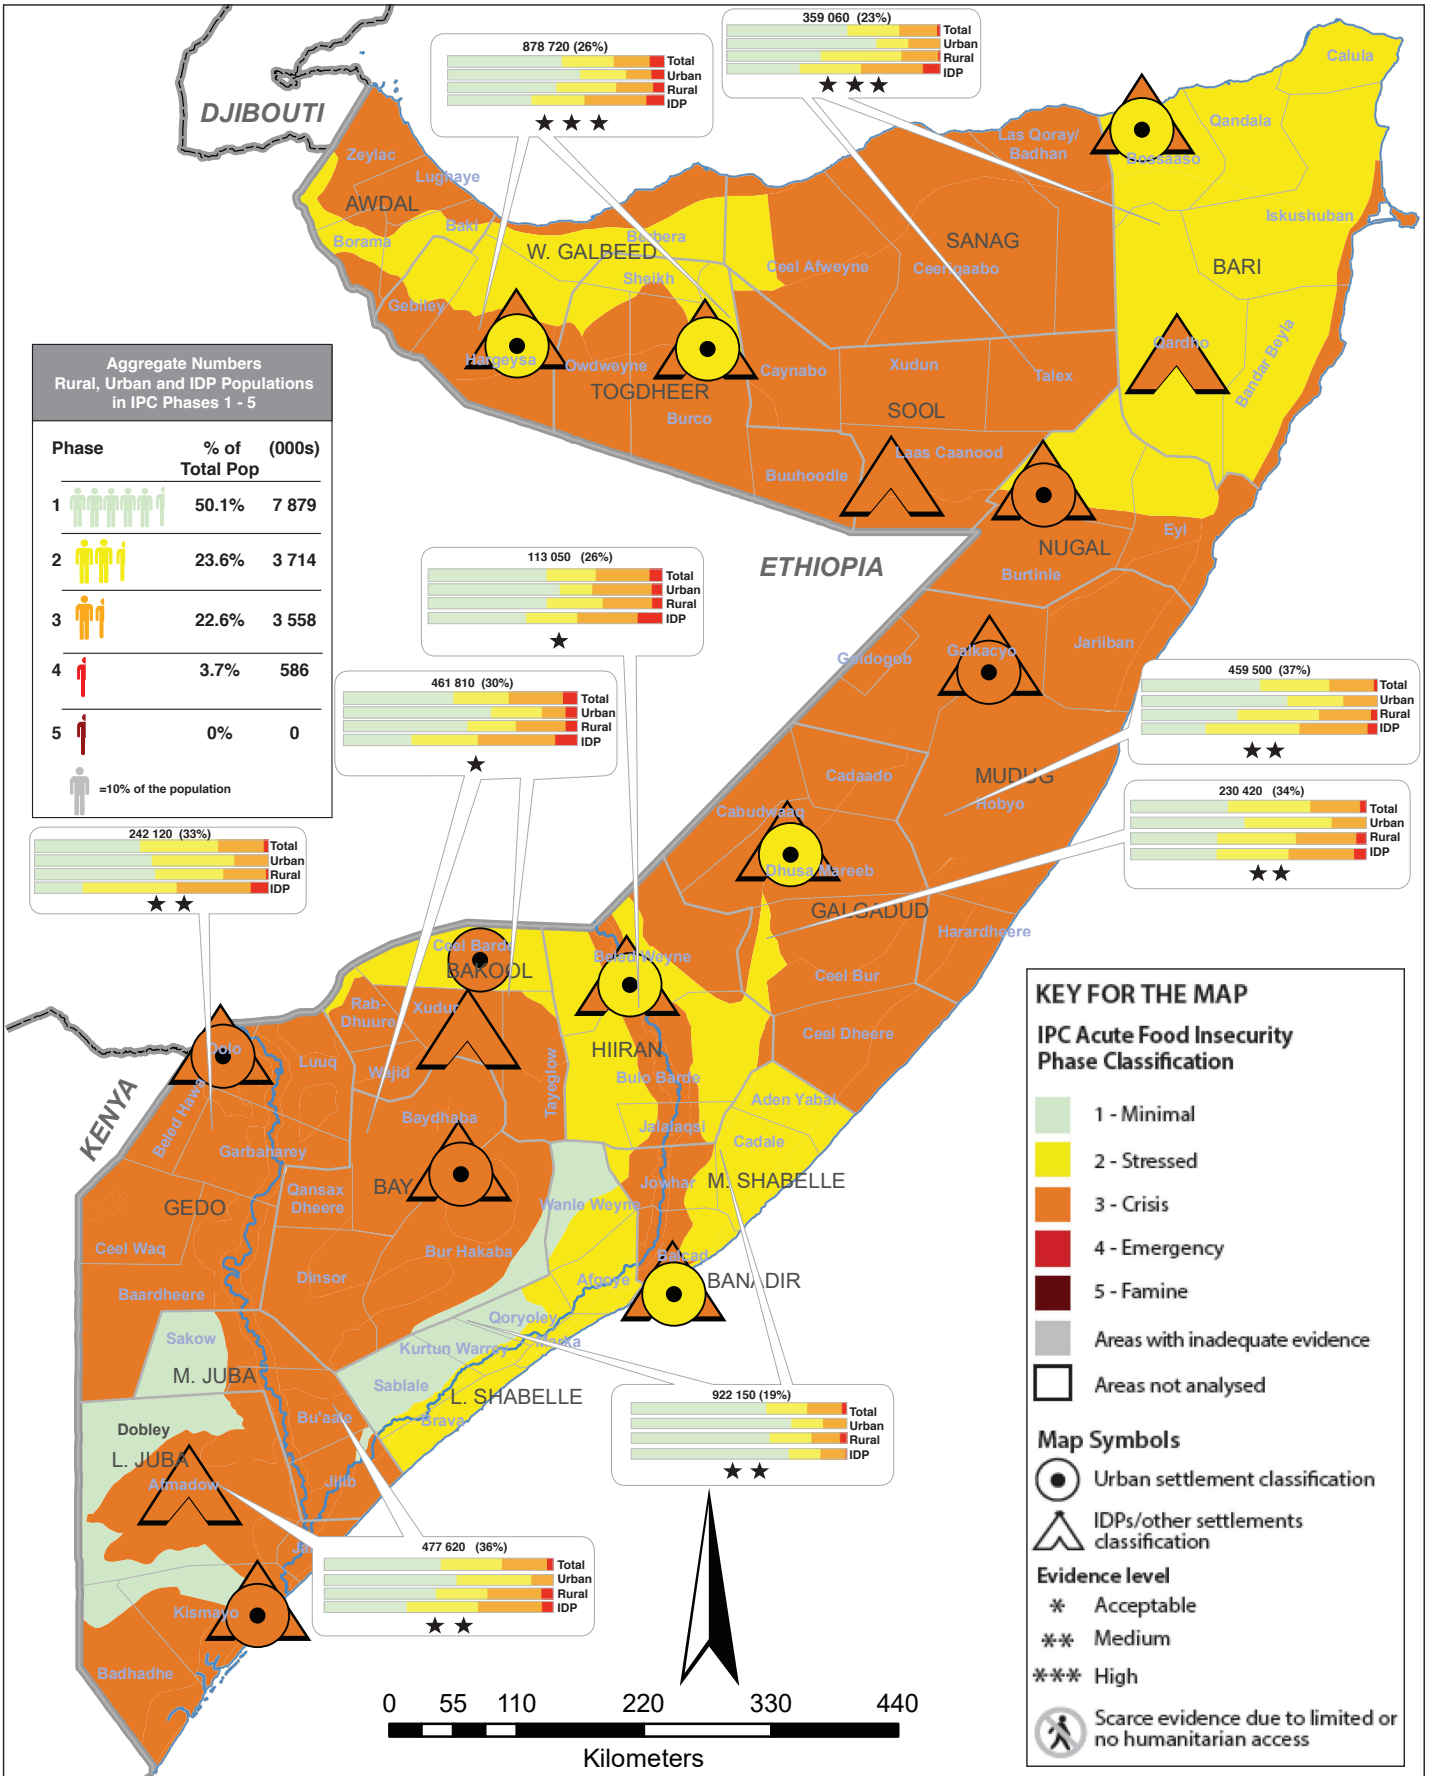 359 060 (23%)
Total
Urban
Rural
IDP
★ ★ ★
878 720 (26%)
Total
Urban
Rural
IDP
★ ★ ★
Calula
DJIBOUTI
Qandala
Las Qoray/
Badhan
Bossaaso
Zeylac
Lughaye
AWDAL
Iskushuban
Baki
Borama
Berbera
W. GALBEED
SANAG
BARI
Ceel Afweyne
Ceerigaabo
Sheikh
Gebiley
Qardho
Hargeysa
Owdweyne
Caynabo
Xudun
Talex
Bandar Beyla
TOGDHEER
SOOL
Burco
Laas Caanood
Buuhoodle
Aggregate Numbers
Rural, Urban and IDP Populations
in IPC Phases 1 - 5
Phase % of (000s)
Total Pop
1 50.1% 7 879
2 23.6% 3 714
3 22.6% 3 558
4 3.7% 586
5 0% 0
=10% of the population
Eyl
NUGAL
ETHIOPIA
Burtinle
113 050 (26%)
Total
Urban
Rural
IDP
★
Goldogob
Galkacyo
Jariiban
461 810 (30%)
Total
Urban
Rural
IDP
★
459 500 (37%)
Total
Urban
Rural
IDP
★★
Cadaado
MUDUG
Hobyo
Cabudwaaq
230 420 (34%)
Total
Urban
Rural
IDP
★★
242 120 (33%)
Total
Urban
Rural
IDP
★ ★
Dhusa Mareeb
GALGADUD
Harardheere
Ceel Barde
BAKOOL
Beled Weyne
Ceel Bur
Rab-
Dhuure
Xudur
Ceel Dheere
Dolo
Luuq
HIIRAN
Wajid
Tayeglow
Bulo Barde
KENYA
Beled Hawa
Aden Yabal
Baydhaba
Jalalaqsi
Cadale
Garbaharey
BAY
Qansax
Dheere
Jowhar
M. SHABELLE
GEDO
Wanle Weyne
Ceel Waq
Bur Hakaba
Balcad
Dinsor
Afgoye
BANADIR
Baardheere
Qoryoley
Sakow
Marka
Kurtun Warrey
M. JUBA
Sablale
L. SHABELLE
Brava
Bu'aale
Dobley
L. JUBA
Afmadow
Jilib
922 150 (19%)
Total
Urban
Rural
IDP
★ ★
477 620 (36%)
Total
Urban
Rural
IDP
★ ★
Kismayo
Badhadhe
0 55 110 220 330 440
Kilometers
KEY FOR THE MAP
IPC Acute Food Insecurity
Phase Classification
1 - Minimal
2 - Stressed
3 - Crisis
4 - Emergency
5 - Famine
Areas with inadequate evidence
Areas not analysed
Map Symbols
Urban settlement classification
IDPs/other settlements
classification
Evidence level
* Acceptable
** Medium
*** High
Scarce evidence due to limited or
no humanitarian access